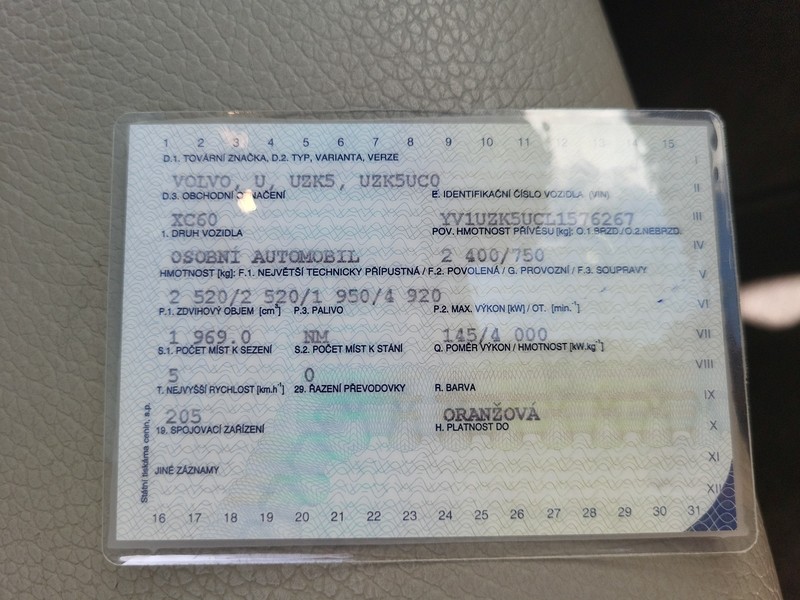 1 2 3 4 5 6 7 8 9 10 11 12 13 14 15
D.1. TOVÁRNÍ ZNAČKA, D.2. TYP, VARIANTA, VERZE
I
VOLVO, U, UZK5, UZK5UC0
D.3. OBCHODNÍ OZNAČENÍ E. IDENTIFIKAČNÍ ČÍSLO VOZIDLA (VIN)
II
XC60 YV1UZK5UCL1576267
III
1. DRUH VOZIDLA POV. HMOTNOST PŘÍVĚSU [kg]: O.1 BRZD./O.2.NEBRZD.
IV
OSOBNÍ AUTOMOBIL 2 400/750
HMOTNOST [kg]: F.1. NEJVĚTŠÍ TECHNICKY PŘÍPUSTNÁ / F.2. POVOLENÁ / G. PROVOZNÍ / F.3. SOUPRAVY
V
2 520/2 520/1 950/4 920
P.1. ZDVIHOVÝ OBJEM [cm³] P.3. PALIVO P.2. MAX. VÝKON [kW] / OT. [min.⁻¹]
VI
1 969.0 NM 145/4 000
VII
S.1. POČET MÍST K SEZENÍ S.2. POČET MÍST K STÁNÍ Q. POMĚR VÝKON / HMOTNOST [kW.kg⁻¹]
VIII
5 0
T. NEJVYŠŠÍ RYCHLOST [km.h⁻¹] 29. ŘAZENÍ PŘEVODOVKY R. BARVA
IX
205 ORANŽOVÁ
19. SPOJOVACÍ ZAŘÍZENÍ H. PLATNOST DO
X
XI
JINÉ ZÁZNAMY
XII
16 17 18 19 20 21 22 23 24 25 26 27 28 29 30 31
Státní tiskárna cenin, s.p.